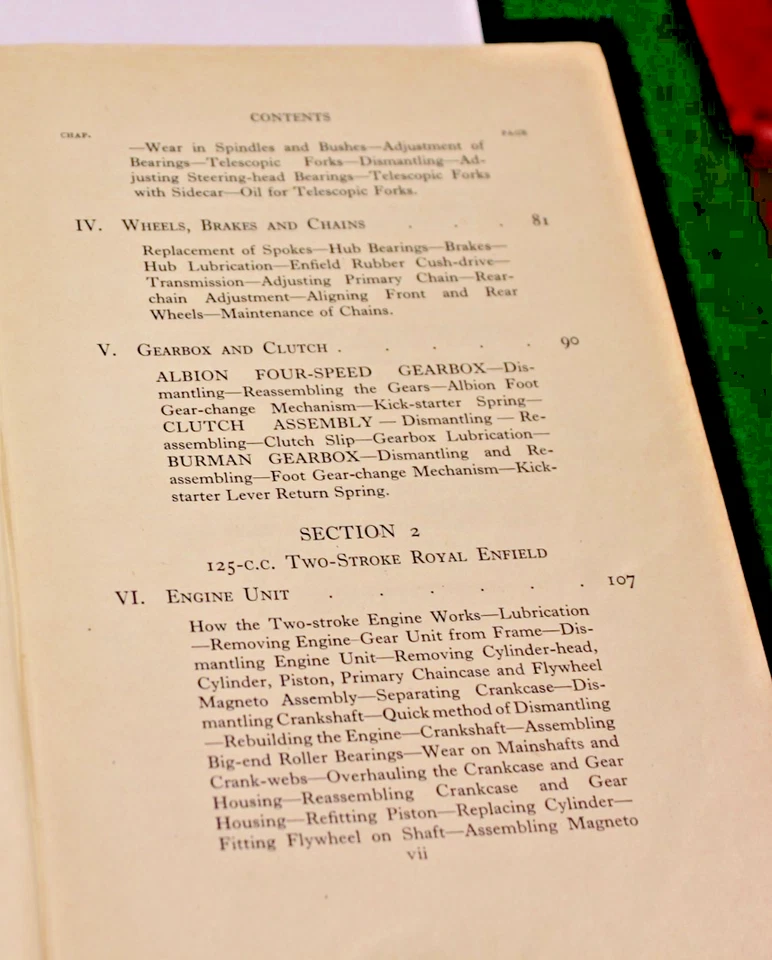 CONTENTS
CHAP. PAGE
—Wear in Spindles and Bushes—Adjustment of
Bearings—Telescopic Forks—Dismantling—Ad-
justing Steering-head Bearings—Telescopic Forks
with Sidecar—Oil for Telescopic Forks.
IV. WHEELS, BRAKES AND CHAINS . . . 81
Replacement of Spokes—Hub Bearings—Brakes—
Hub Lubrication—Enfield Rubber Cush-drive—
Transmission—Adjusting Primary Chain—Rear-
chain Adjustment—Aligning Front and Rear
Wheels—Maintenance of Chains.
V. GEARBOX AND CLUTCH . . . . . 90
ALBION FOUR-SPEED GEARBOX—Dis-
mantling—Reassembling the Gears—Albion Foot
Gear-change Mechanism—Kick-starter Spring—
CLUTCH ASSEMBLY — Dismantling — Re-
assembling—Clutch Slip—Gearbox Lubrication—
BURMAN GEARBOX—Dismantling and Re-
assembling—Foot Gear-change Mechanism—Kick-
starter Lever Return Spring.
SECTION 2
125-C.C. TWO-STROKE ROYAL ENFIELD
VI. ENGINE UNIT . . . . . . 107
How the Two-stroke Engine Works—Lubrication
—Removing Engine-Gear Unit from Frame—Dis-
mantling Engine Unit—Removing Cylinder-head,
Cylinder, Piston, Primary Chaincase and Flywheel
Magneto Assembly—Separating Crankcase—Dis-
mantling Crankshaft—Quick method of Dismantling
—Rebuilding the Engine—Crankshaft—Assembling
Big-end Roller Bearings—Wear on Mainshafts and
Crank-webs—Overhauling the Crankcase and Gear
Housing—Reassembling Crankcase and Gear
Housing—Refitting Piston—Replacing Cylinder—
Fitting Flywheel on Shaft—Assembling Magneto
vii